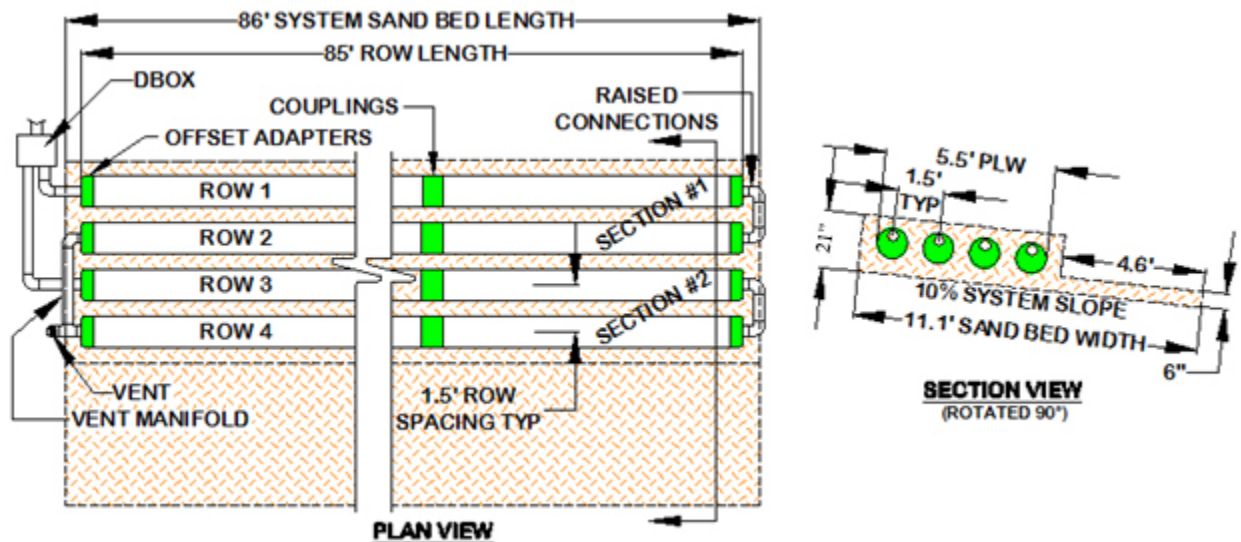 86' SYSTEM SAND BED LENGTH
85' ROW LENGTH
DBOX
COUPLINGS
RAISED
CONNECTIONS
OFFSET ADAPTERS
ROW 1
ROW 2
ROW 3
ROW 4
SECTION #1
SECTION #2
VENT
VENT MANIFOLD
1.5' ROW
SPACING TYP
PLAN VIEW
5.5' PLW
1.5'
TYP
21"
4.6'
10% SYSTEM SLOPE
11.1' SAND BED WIDTH
6"
SECTION VIEW
(ROTATED 90°)